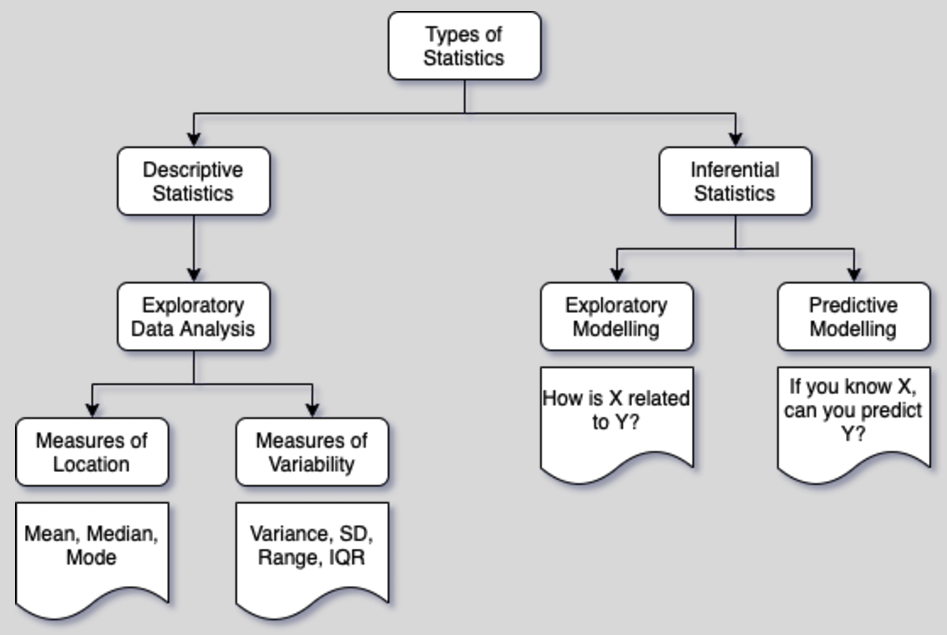 Types of
Statistics
Descriptive
Statistics
Inferential
Statistics
Exploratory
Data Analysis
Exploratory
Modelling
Predictive
Modelling
How is X related
to Y?
If you know X,
can you predict
Y?
Measures of
Location
Measures of
Variability
Mean, Median,
Mode
Variance, SD,
Range, IQR